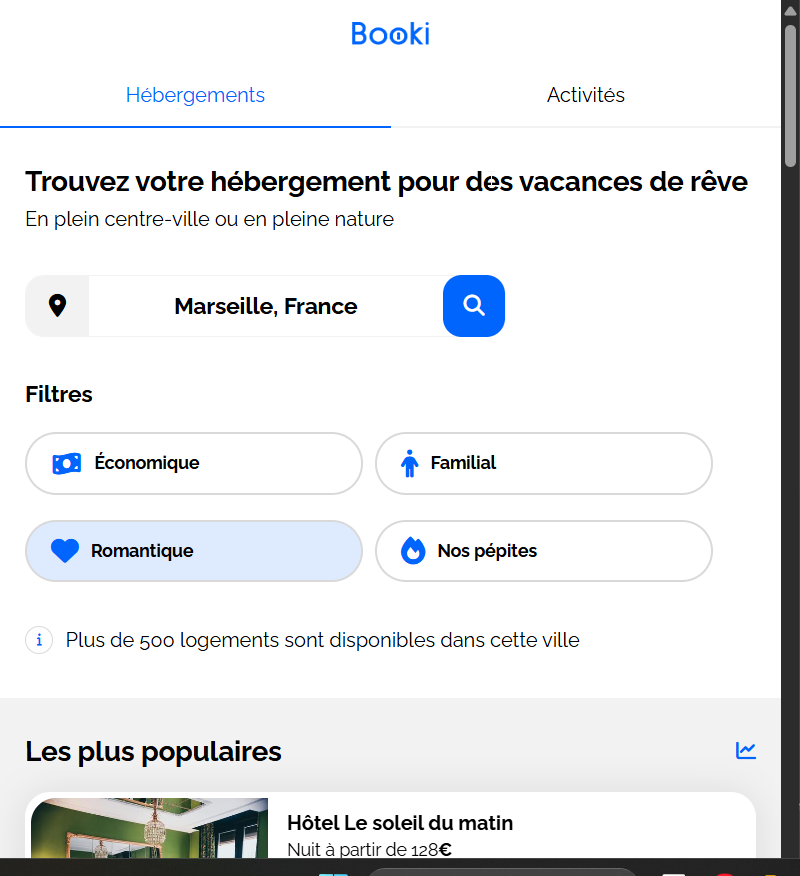 Booki
Hébergements
Activités
Trouvez votre hébergement pour des vacances de rêve
En plein centre-ville ou en pleine nature
Marseille, France
Filtres
Économique
Familial
Romantique
Nos pépites
i Plus de 500 logements sont disponibles dans cette ville
Les plus populaires
Hôtel Le soleil du matin
Nuit à partir de 128€